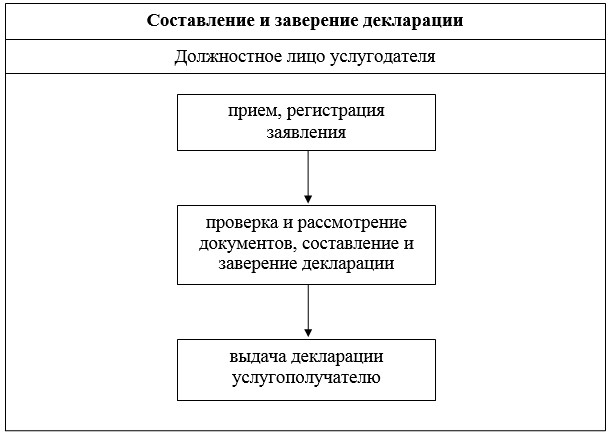 Составление и заверение декларации
Должностное лицо услугодателя
прием, регистрация
заявления
проверка и рассмотрение
документов, составление и
заверение декларации
выдача декларации
услугополучателю